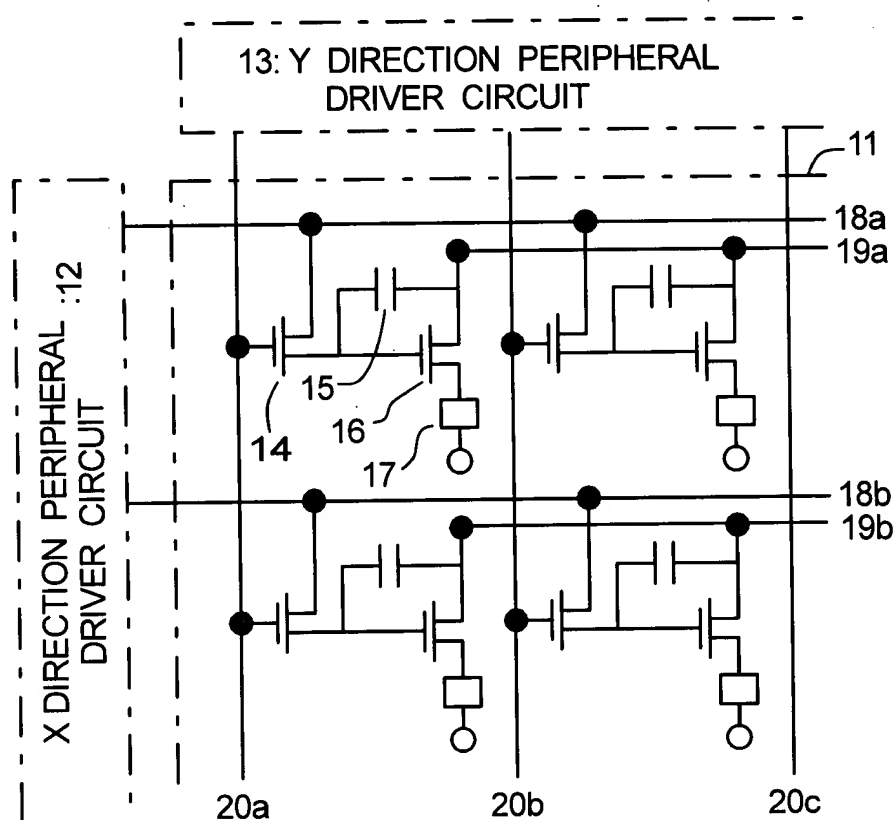 13: Y DIRECTION PERIPHERAL
DRIVER CIRCUIT
11
18a
19a
X DIRECTION PERIPHERAL :12
DRIVER CIRCUIT
15
14
16
17
18b
19b
20a
20b
20c